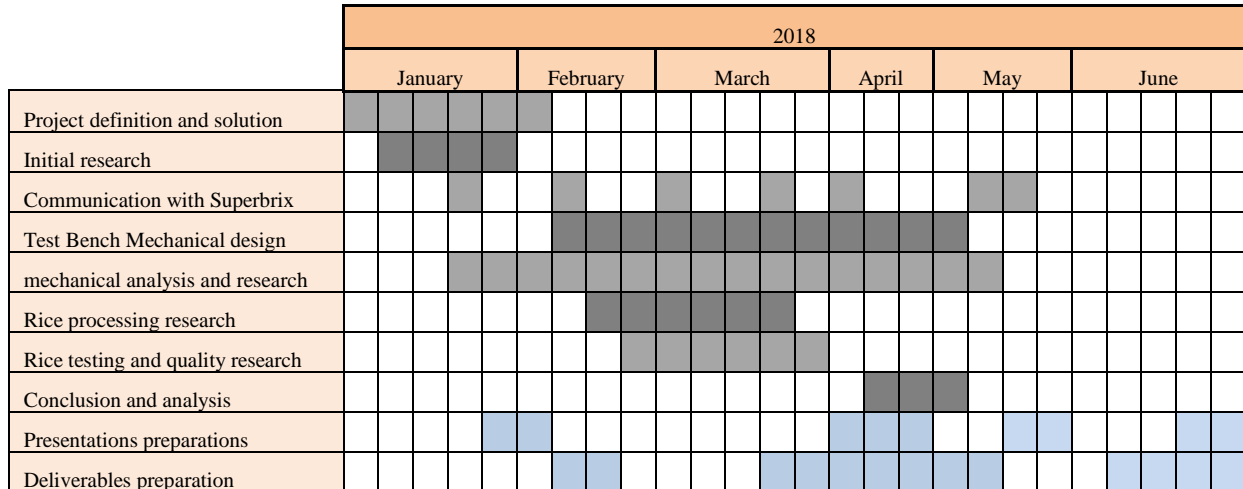 2018
January February March April May June
Project definition and solution
Initial research
Communication with Superbrix
Test Bench Mechanical design
mechanical analysis and research
Rice processing research
Rice testing and quality research
Conclusion and analysis
Presentations preparations
Deliverables preparation